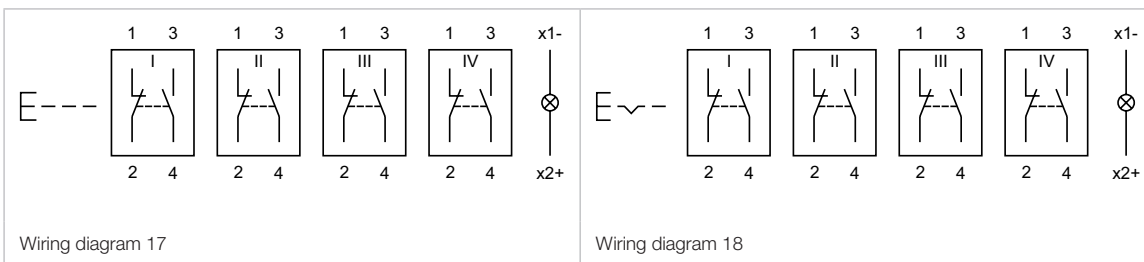 1 3 1 3 1 3 1 3 x1- 1 3 1 3 1 3 1 3 x1-
I II III IV I II III IV
2 4 2 4 2 4 2 4 x2+ 2 4 2 4 2 4 2 4 x2+
Wiring diagram 17 Wiring diagram 18